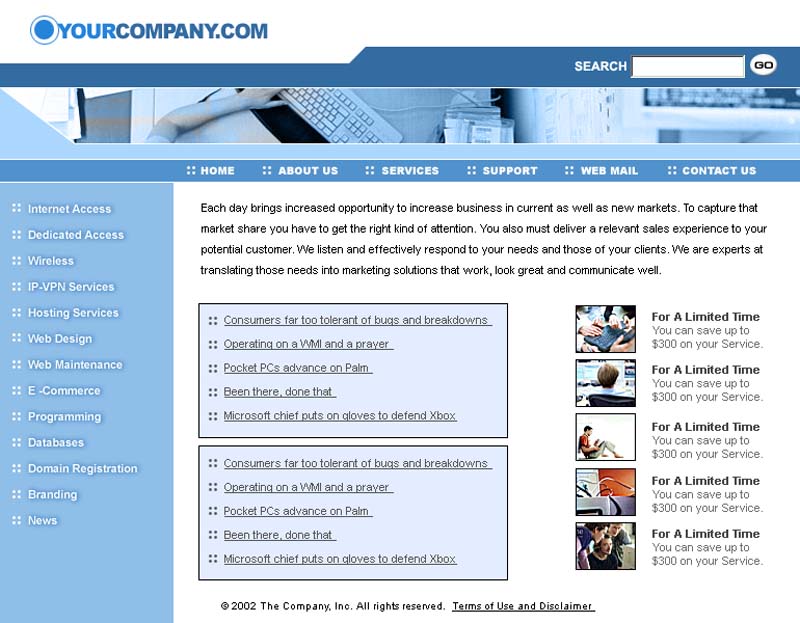 YOURCOMPANY.COM
SEARCH GO
HOME ABOUT US SERVICES SUPPORT WEB MAIL CONTACT US
Internet Access
Dedicated Access
Wireless
IP-VPN Services
Hosting Services
Web Design
Web Maintenance
E -Commerce
Programming
Databases
Domain Registration
Branding
News
Each day brings increased opportunity to increase business in current as well as new markets. To capture that
market share you have to get the right kind of attention. You also must deliver a relevant sales experience to your
potential customer. We listen and effectively respond to your needs and those of your clients. We are experts at
translating those needs into marketing solutions that work, look great and communicate well.
Consumers far too tolerant of bugs and breakdowns
Operating on a WMI and a prayer
Pocket PCs advance on Palm
Been there, done that
Microsoft chief puts on gloves to defend Xbox
Consumers far too tolerant of bugs and breakdowns
Operating on a WMI and a prayer
Pocket PCs advance on Palm
Been there, done that
Microsoft chief puts on gloves to defend Xbox
For A Limited Time
You can save up to
$300 on your Service.
For A Limited Time
You can save up to
$300 on your Service.
For A Limited Time
You can save up to
$300 on your Service.
For A Limited Time
You can save up to
$300 on your Service.
For A Limited Time
You can save up to
$300 on your Service.
© 2002 The Company, Inc. All rights reserved. Terms of Use and Disclaimer